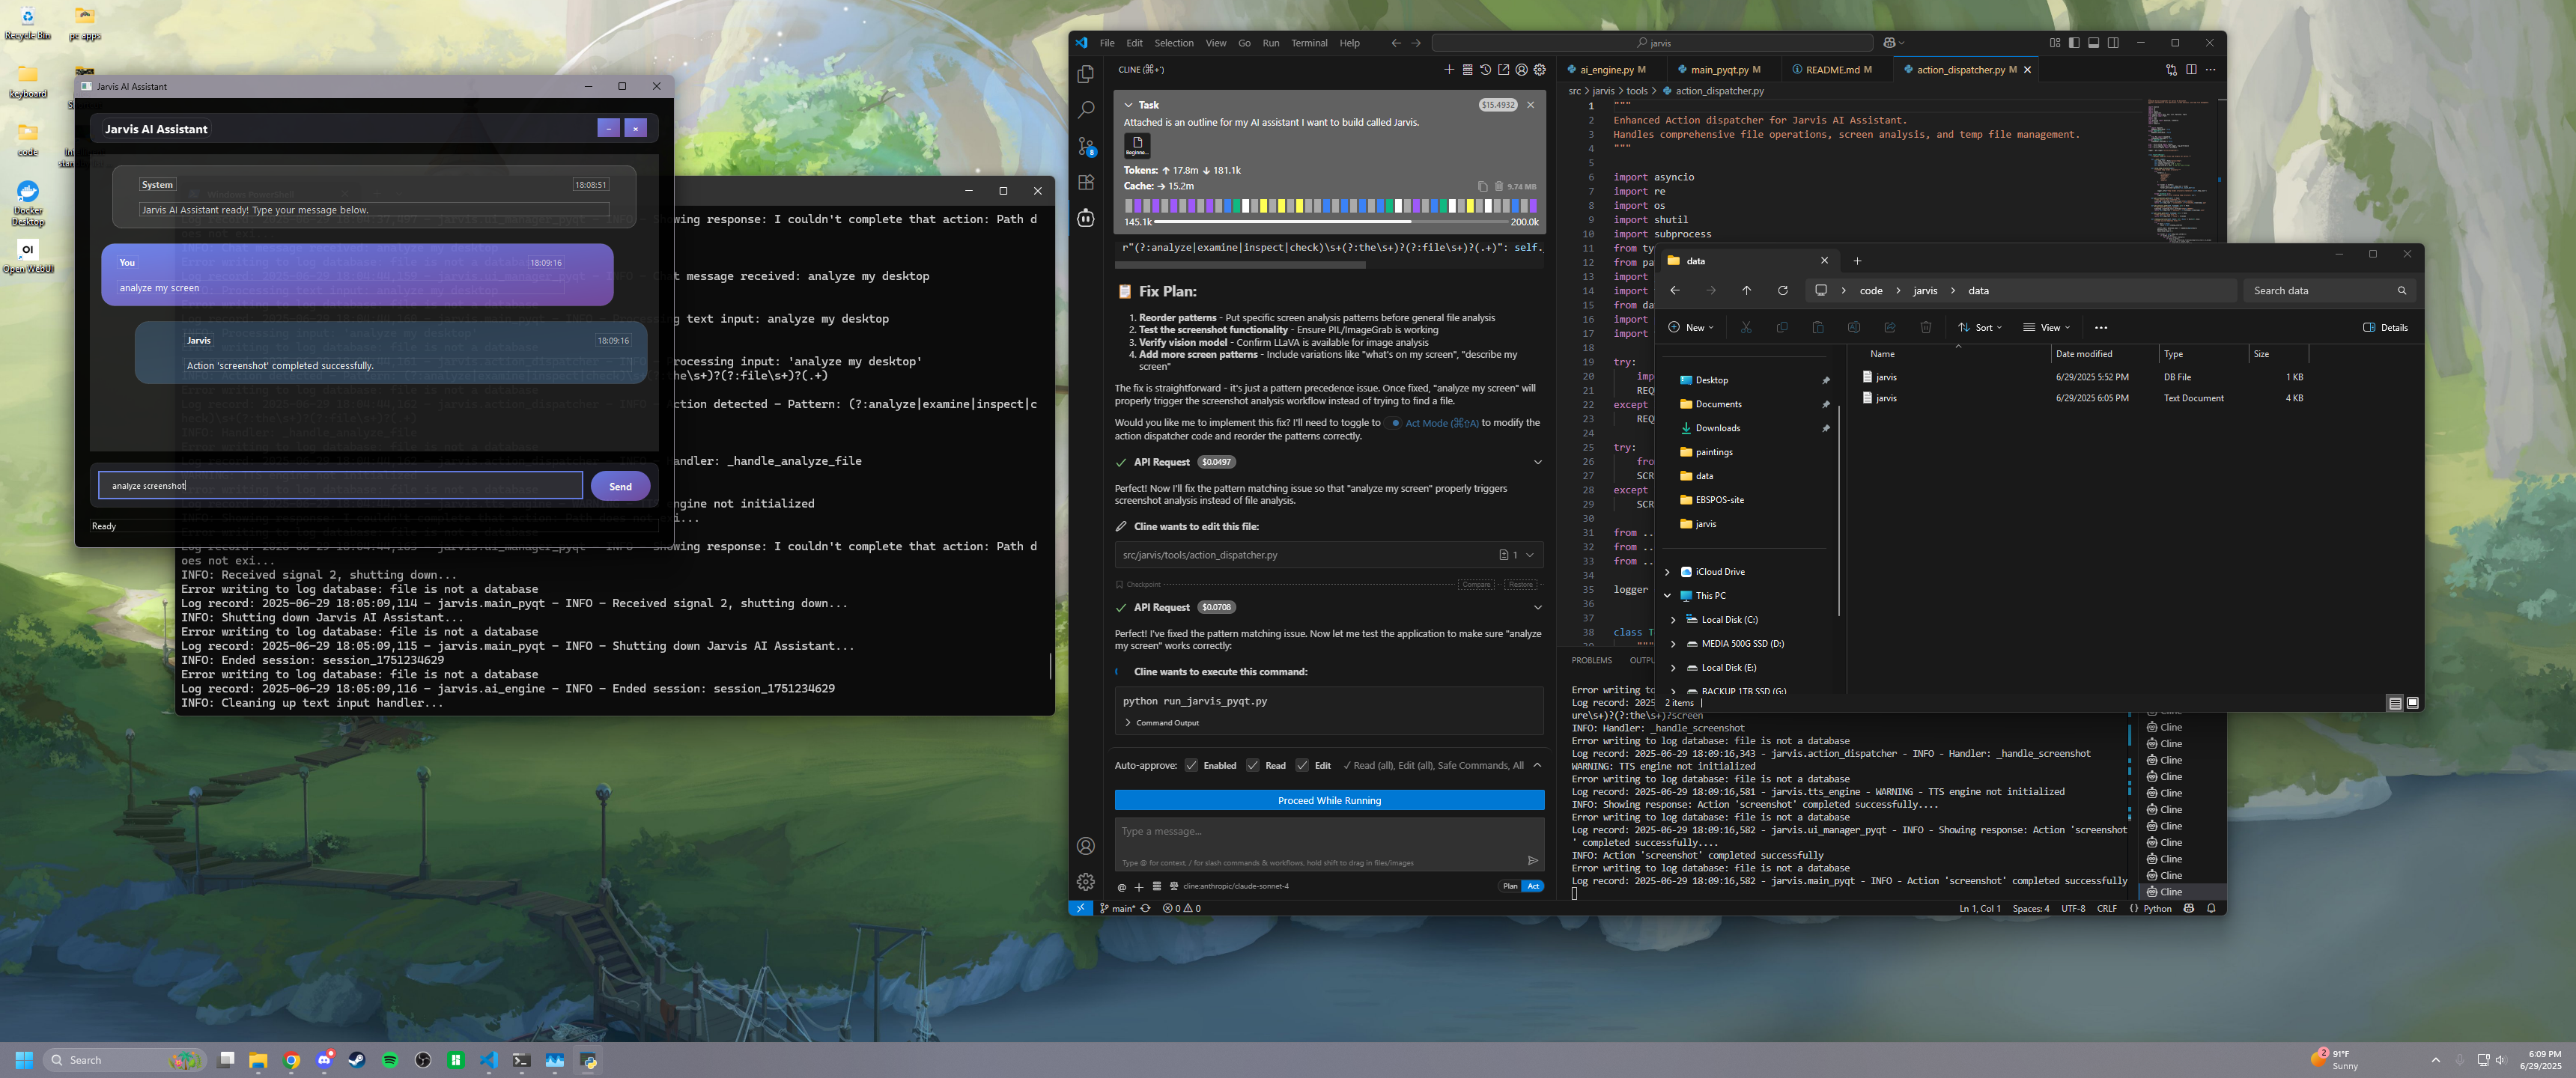 Recycle Bin
pc apps
keyboard
code
Docker Desktop
OI
Open WebUI
Jarvis AI Assistant
Jarvis AI Assistant
System
18:08:51
Jarvis AI Assistant ready! Type your message below.
You
18:09:16
analyze my screen
Jarvis
18:09:16
Action 'screenshot' completed successfully.
analyze screenshot
Send
Ready
Windows PowerShell
owing response: I couldn't complete that action: Path d
oes not exi...
at message received: analyze my desktop
ing text input: analyze my desktop
Processing input: 'analyze my desktop'
the\s+)?(?:file\s+)?(.+)
ction detected - Pattern: (?:analyze|examine|inspect|c
andler: _handle_analyze_file
engine not initialized
owing response: I couldn't complete that action: Path d
oes not exi...
INFO: Received signal 2, shutting down...
Error writing to log database: file is not a database
Log record: 2025-06-29 18:05:09,114 - jarvis.main_pyqt - INFO - Received signal 2, shutting down...
INFO: Shutting down Jarvis AI Assistant...
Error writing to log database: file is not a database
Log record: 2025-06-29 18:05:09,115 - jarvis.main_pyqt - INFO - Shutting down Jarvis AI Assistant...
INFO: Ended session: session_1751234629
Error writing to log database: file is not a database
Log record: 2025-06-29 18:05:09,116 - jarvis.ai_engine - INFO - Ended session: session_1751234629
INFO: Cleaning up text input handler...
File Edit Selection View Go Run Terminal Help
jarvis
CLINE (⌘+')
Task
$15.4932
Attached is an outline for my AI assistant I want to build called Jarvis.
Beginne...
Tokens: ↑ 17.8m ↓ 181.1k
Cache: → 15.2m
9.74 MB
145.1k
200.0k
r"(?:analyze|examine|inspect|check)\s+(?:the\s+)?(?:file\s+)?(.+)": self.
📋 Fix Plan:
1. Reorder patterns - Put specific screen analysis patterns before general file analysis
2. Test the screenshot functionality - Ensure PIL/ImageGrab is working
3. Verify vision model - Confirm LLaVA is available for image analysis
4. Add more screen patterns - Include variations like "what's on my screen", "describe my
screen"
The fix is straightforward - it's just a pattern precedence issue. Once fixed, "analyze my screen" will
properly trigger the screenshot analysis workflow instead of trying to find a file.
Would you like me to implement this fix? I'll need to toggle to Act Mode (⌘⇧A) to modify the
action dispatcher code and reorder the patterns correctly.
API Request $0.0497
Perfect! Now I'll fix the pattern matching issue so that "analyze my screen" properly triggers
screenshot analysis instead of file analysis.
Cline wants to edit this file:
src/jarvis/tools/action_dispatcher.py
1
Checkpoint
Compare
Restore
API Request $0.0708
Perfect! I've fixed the pattern matching issue. Now let me test the application to make sure "analyze
my screen" works correctly:
Cline wants to execute this command:
python run_jarvis_pyqt.py
Command Output
Auto-approve: Enabled Read Edit ✓ Read (all), Edit (all), Safe Commands, All
Proceed While Running
Type a message...
Type @ for context, / for slash commands & workflows, hold shift to drag in files/images
cline:anthropic/claude-sonnet-4
Plan Act
main*
0 0
ai_engine.py M
main_pyqt.py M
README.md M
action_dispatcher.py M
src > jarvis > tools > action_dispatcher.py
1 """
2 Enhanced Action dispatcher for Jarvis AI Assistant.
3 Handles comprehensive file operations, screen analysis, and temp file management.
4 """
5
6 import asyncio
7 import re
8 import os
9 import shutil
10 import subprocess
11 from ty
12 from pa
13 import
14 import
15 from da
16 import
17 import
18
19 try:
20 imp
21 REQ
22 except
23 REQ
24
25 try:
26 fro
27 SCR
28 except
29 SCR
30
31 from ..
32 from ..
33 from ..
34
35 logger
36
37
38 class T
39 """
PROBLEMS OUTPU
Error writing to
Log record: 2025
ure\s+)?(?:the\s+)?screen
INFO: Handler: _handle_screenshot
Error writing to log database: file is not a database
Log record: 2025-06-29 18:09:16,343 - jarvis.action_dispatcher - INFO - Handler: _handle_screenshot
WARNING: TTS engine not initialized
Error writing to log database: file is not a database
Log record: 2025-06-29 18:09:16,581 - jarvis.tts_engine - WARNING - TTS engine not initialized
INFO: Showing response: Action 'screenshot' completed successfully....
Error writing to log database: file is not a database
Log record: 2025-06-29 18:09:16,582 - jarvis.ui_manager_pyqt - INFO - Showing response: Action 'screenshot
' completed successfully....
INFO: Action 'screenshot' completed successfully
Error writing to log database: file is not a database
Log record: 2025-06-29 18:09:16,582 - jarvis.main_pyqt - INFO - Action 'screenshot' completed successfully
Cline
Cline
Cline
Cline
Cline
Cline
Cline
Cline
Cline
Cline
Cline
Cline
Ln 1, Col 1 Spaces: 4 UTF-8 CRLF Python
data
code > jarvis > data
Search data
New
Sort
View
Details
Name Date modified Type Size
jarvis 6/29/2025 5:52 PM DB File 1 KB
jarvis 6/29/2025 6:05 PM Text Document 4 KB
Desktop
Documents
Downloads
paintings
data
EBSPOS-site
jarvis
iCloud Drive
This PC
Local Disk (C:)
MEDIA 500G SSD (D:)
Local Disk (E:)
BACKUP 1TB SSD (G:)
2 items
Search
2
91°F
Sunny
6:09 PM
6/29/2025